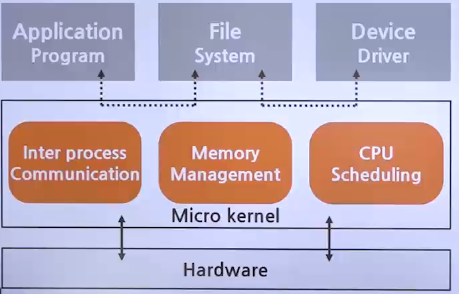 Application
Program
File
System
Device
Driver
Inter process
Communication
Memory
Management
CPU
Scheduling
Micro kernel
Hardware